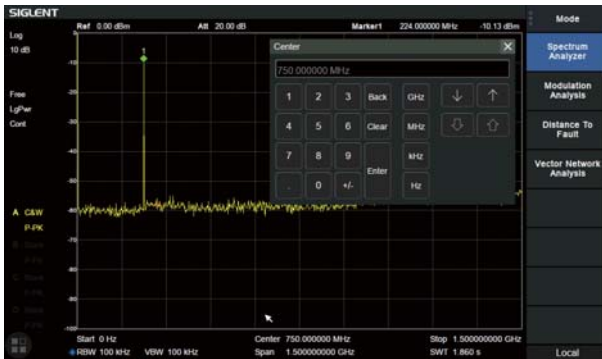 SIGLENT
Log
10 dB
Free
LgPwr
Cont
A C&W
P-PK
Ref 0.00 dBm Att 20.00 dB Marker1 224.000000 MHz -10.13 dBm
0
-10
-20
-30
-40
-50
-60
-70
-80
-90
-100
1
Center X
750.000000 MHz
1 2 3 Back GHz
4 5 6 Clear MHz
7 8 9 Enter kHz
. 0 +/- Hz
Start 0 Hz Center 750.000000 MHz Stop 1.500000000 GHz
RBW 100 kHz VBW 100 kHz Span 1.500000000 GHz SWT 1.860 s
Mode
Spectrum
Analyzer
Modulation
Analysis
Distance To
Fault
Vector Network
Analysis
Local